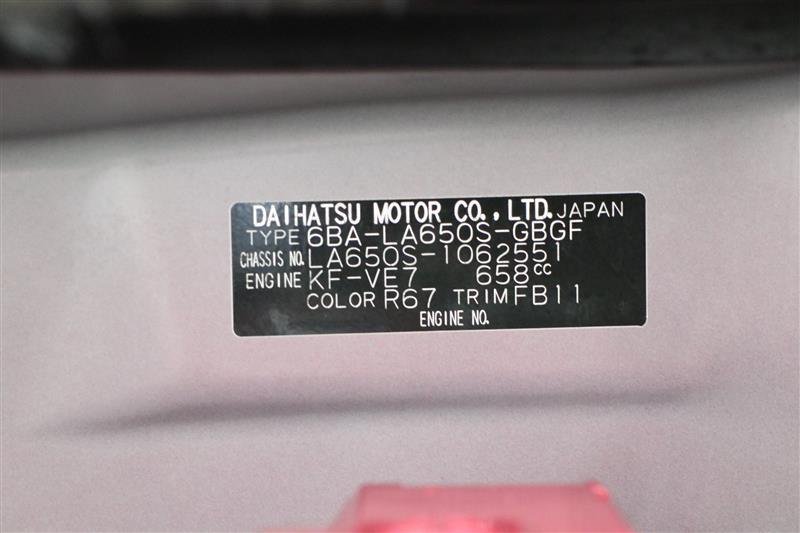 DAIHATSU MOTOR CO., LTD. JAPAN
TYPE 6BA-LA650S-GBGF
CHASSIS NO. LA650S-1062551
ENGINE KF-VE7 658cc
COLOR R67 TRIM FB11
ENGINE NO.